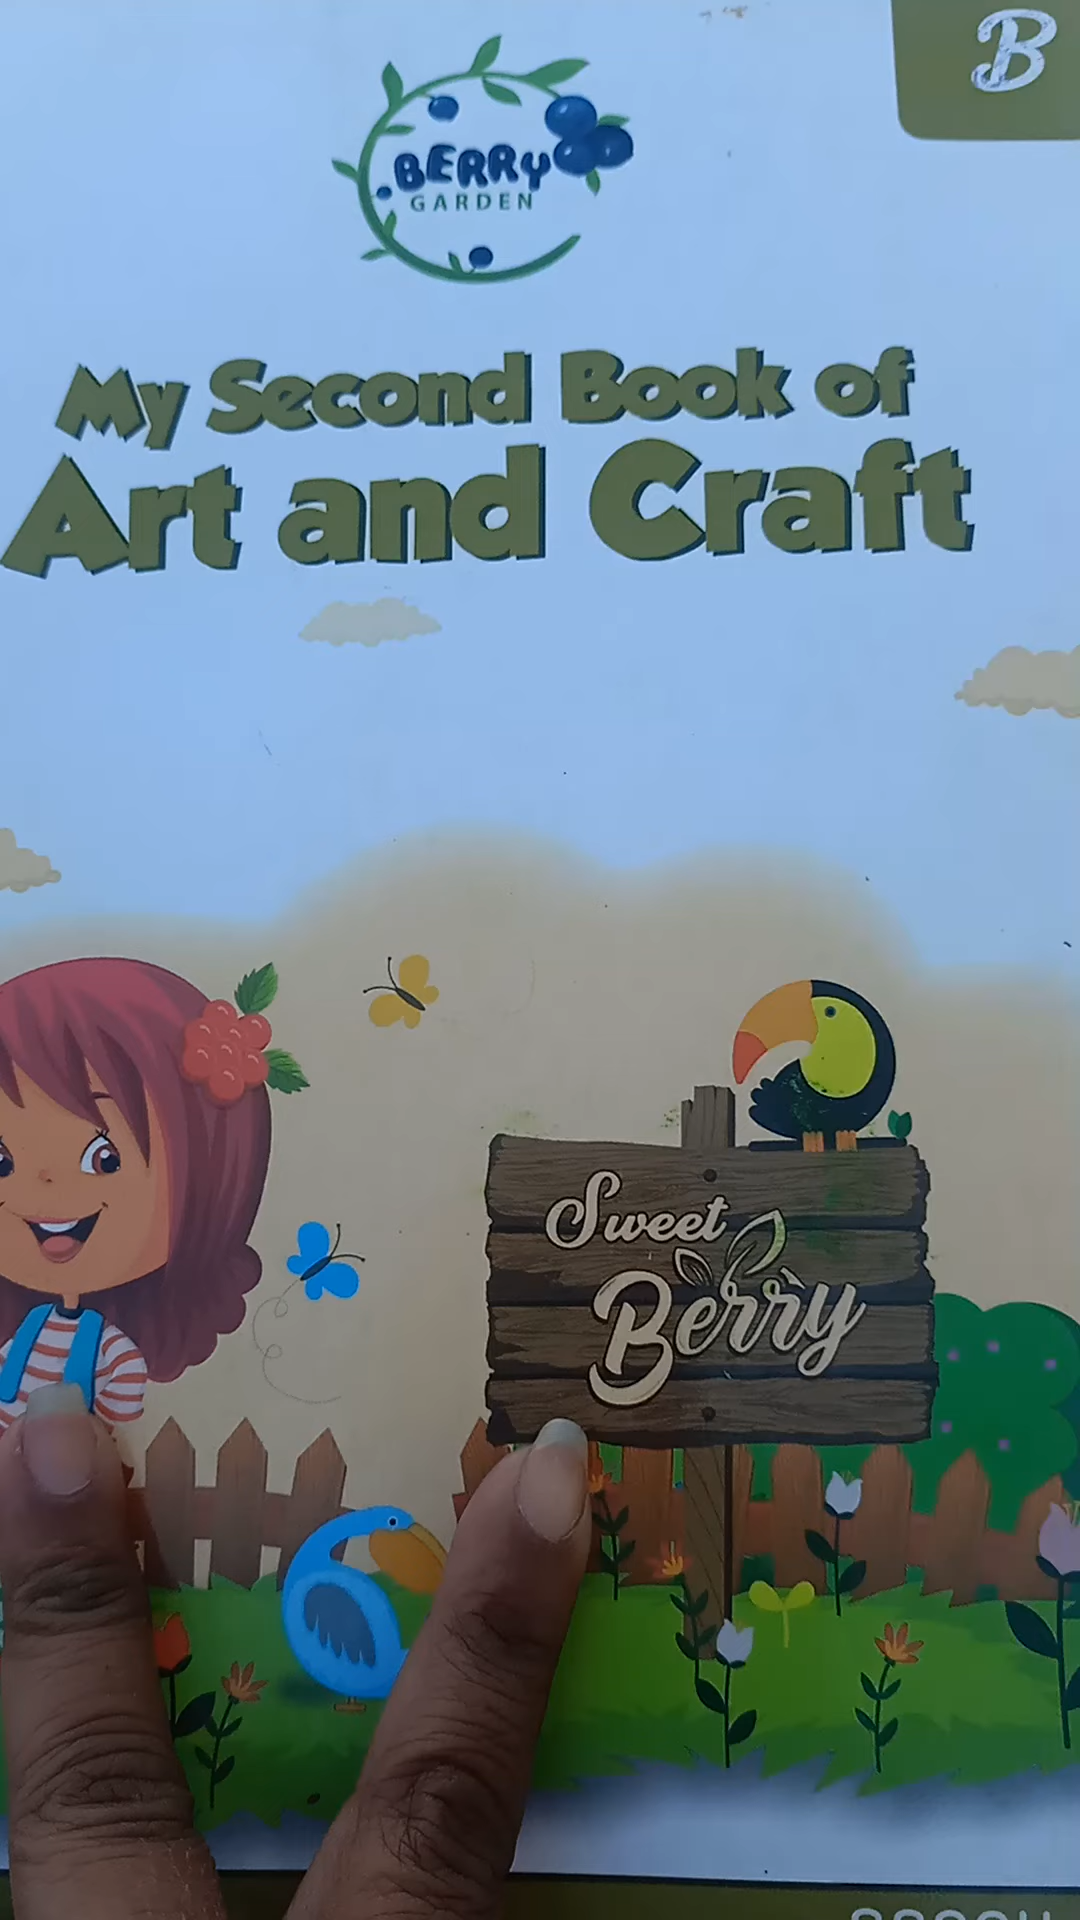 B
BERRY
GARDEN
My Second Book of
Art and Craft
Sweet
Berry